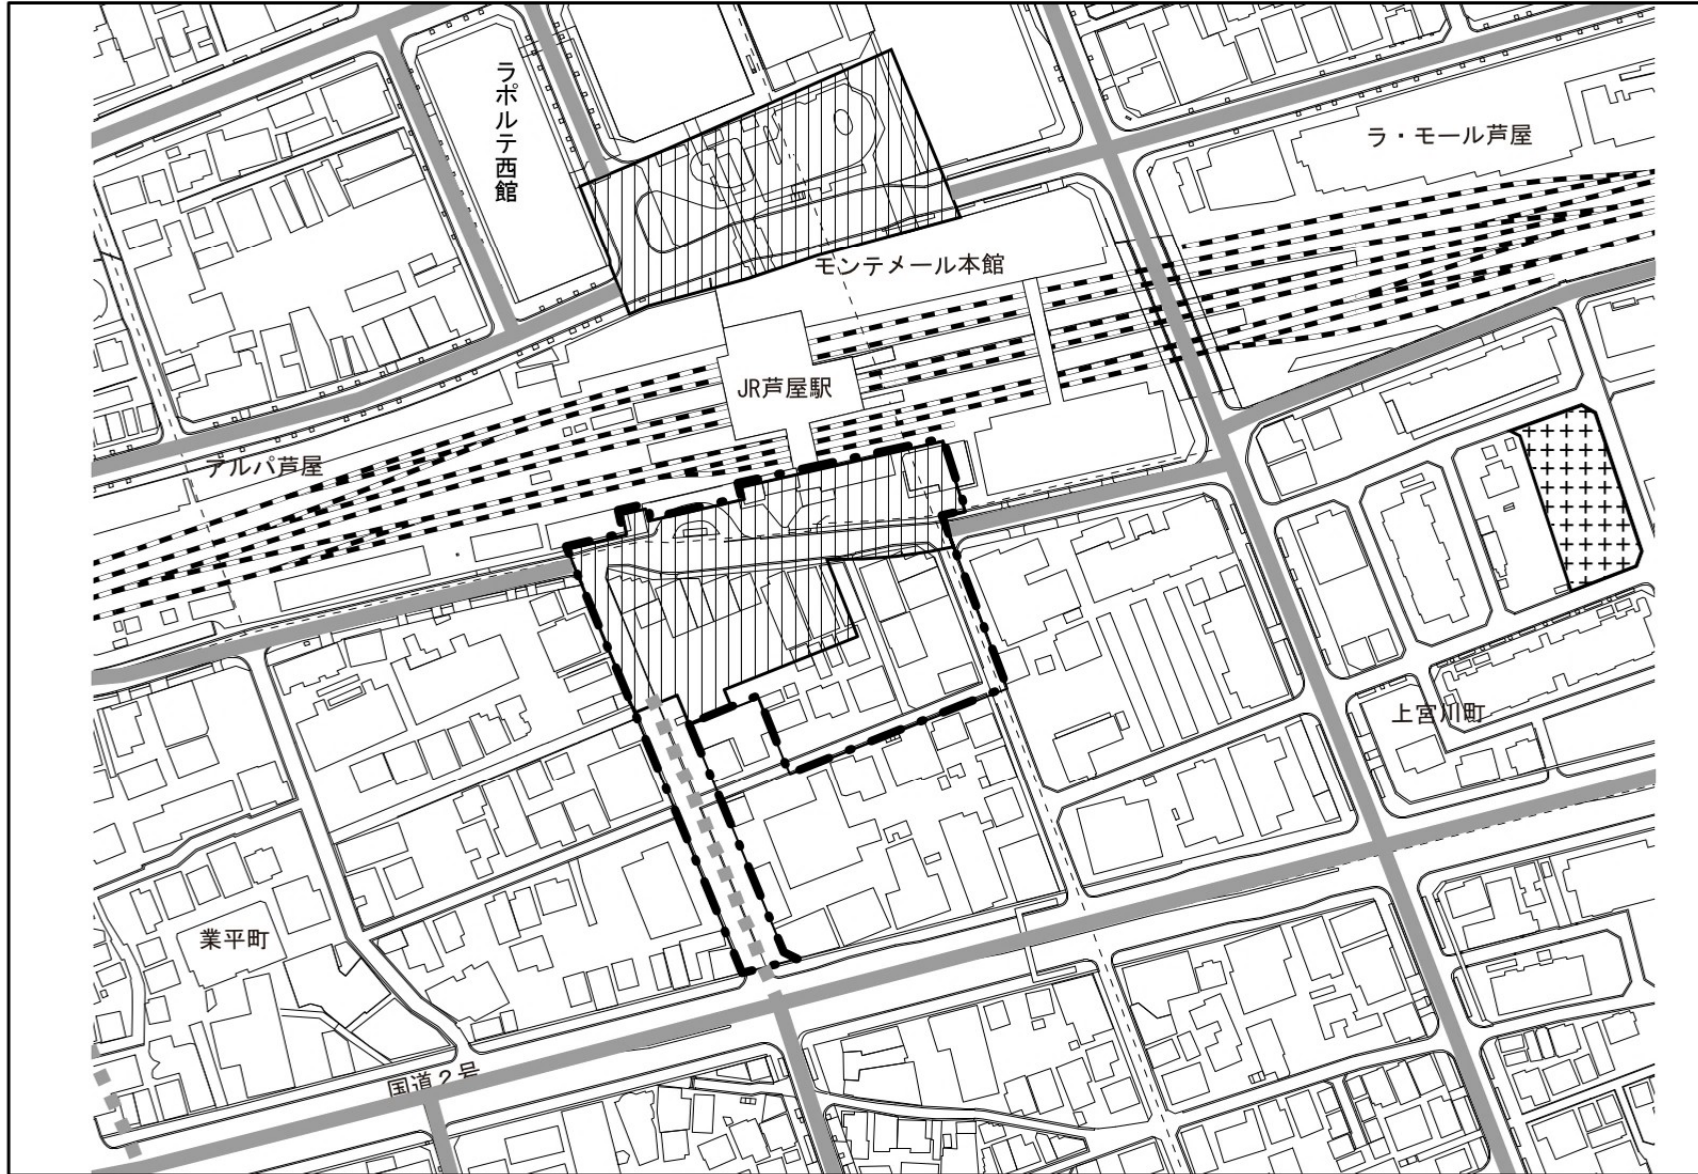 ラポルテ西館
ラ・モール芦屋
モンテメール本館
JR芦屋駅
アルパ芦屋
上宮川町
業平町
国道２号